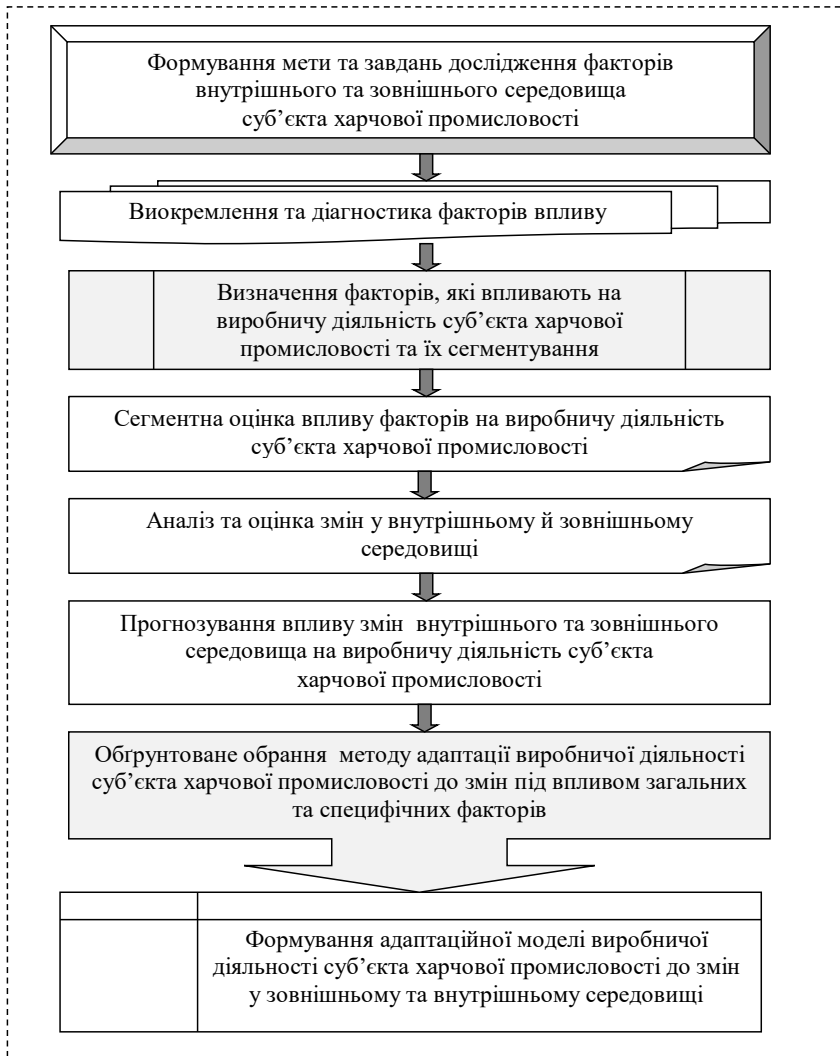 Формування мети та завдань дослідження факторів
внутрішнього та зовнішнього середовища
суб’єкта харчової промисловості
Виокремлення та діагностика факторів впливу
Визначення факторів, які впливають на
виробничу діяльність суб’єкта харчової
промисловості та їх сегментування
Сегментна оцінка впливу факторів на виробничу діяльність
суб’єкта харчової промисловості
Аналіз та оцінка змін у внутрішньому й зовнішньому
середовищі
Прогнозування впливу змін внутрішнього та зовнішнього
середовища на виробничу діяльність суб’єкта
харчової промисловості
Обґрунтоване обрання методу адаптації виробничої діяльності
суб’єкта харчової промисловості до змін під впливом загальних
та специфічних факторів
Формування адаптаційної моделі виробничої
діяльності суб’єкта харчової промисловості до змін
у зовнішньому та внутрішньому середовищі